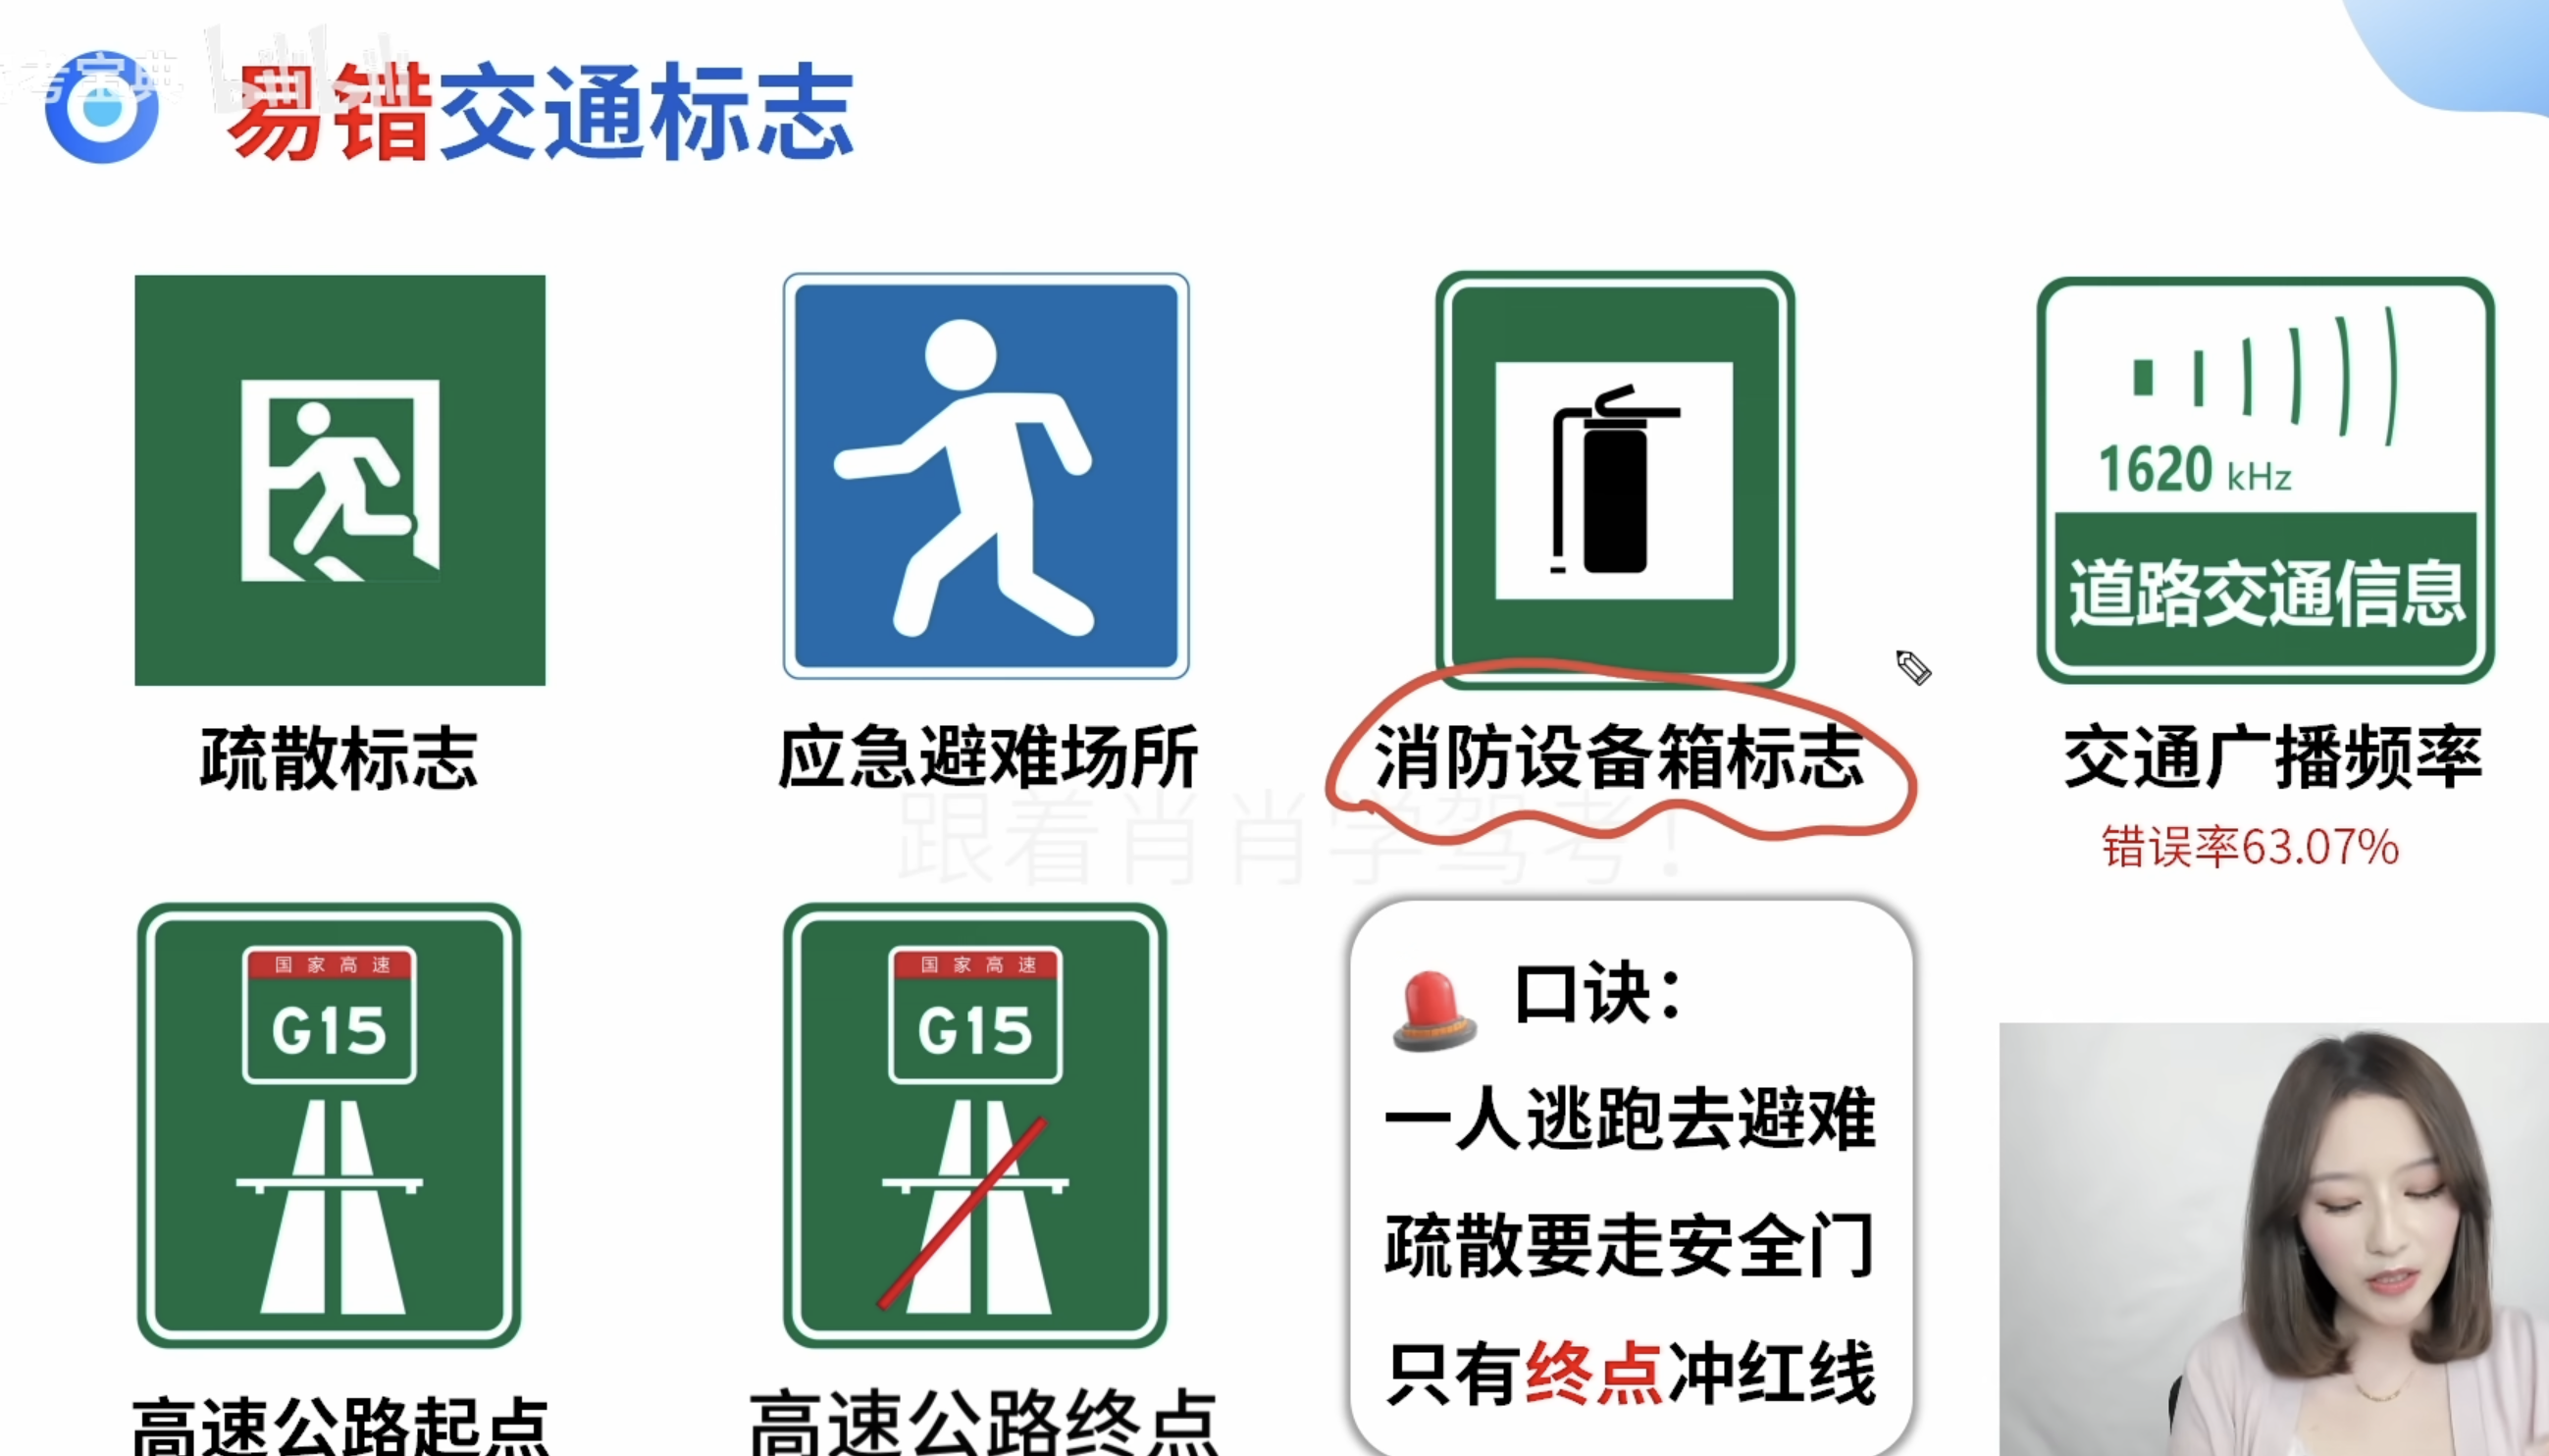 考宝典
bilibili
易错交通标志
1620 kHz
道路交通信息
疏散标志
应急避难场所
消防设备箱标志
交通广播频率
错误率63.07%
跟着肖肖学驾考！
国家高速
G15
国家高速
G15
口诀：
一人逃跑去避难
疏散要走安全门
只有终点冲红线
高速公路起点
高速公路终点